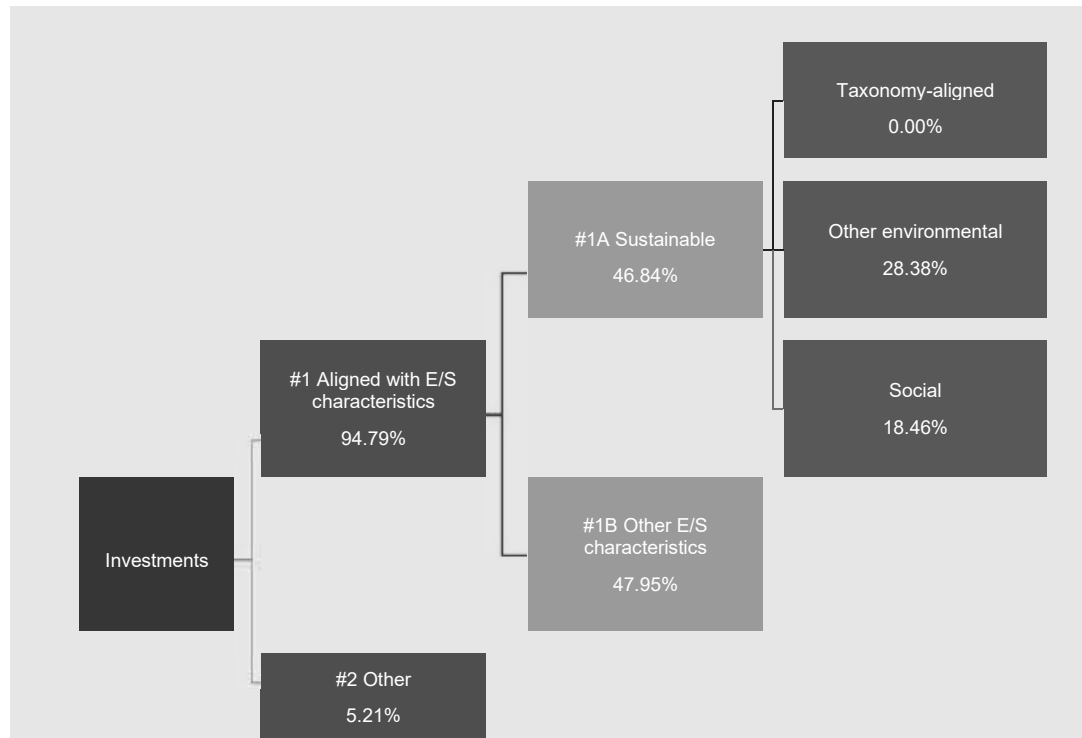 Taxonomy-aligned
0.00%
#1A Sustainable
46.84%
Other environmental
28.38%
#1 Aligned with E/S
characteristics
94.79%
Social
18.46%
Investments
#1B Other E/S
characteristics
47.95%
#2 Other
5.21%